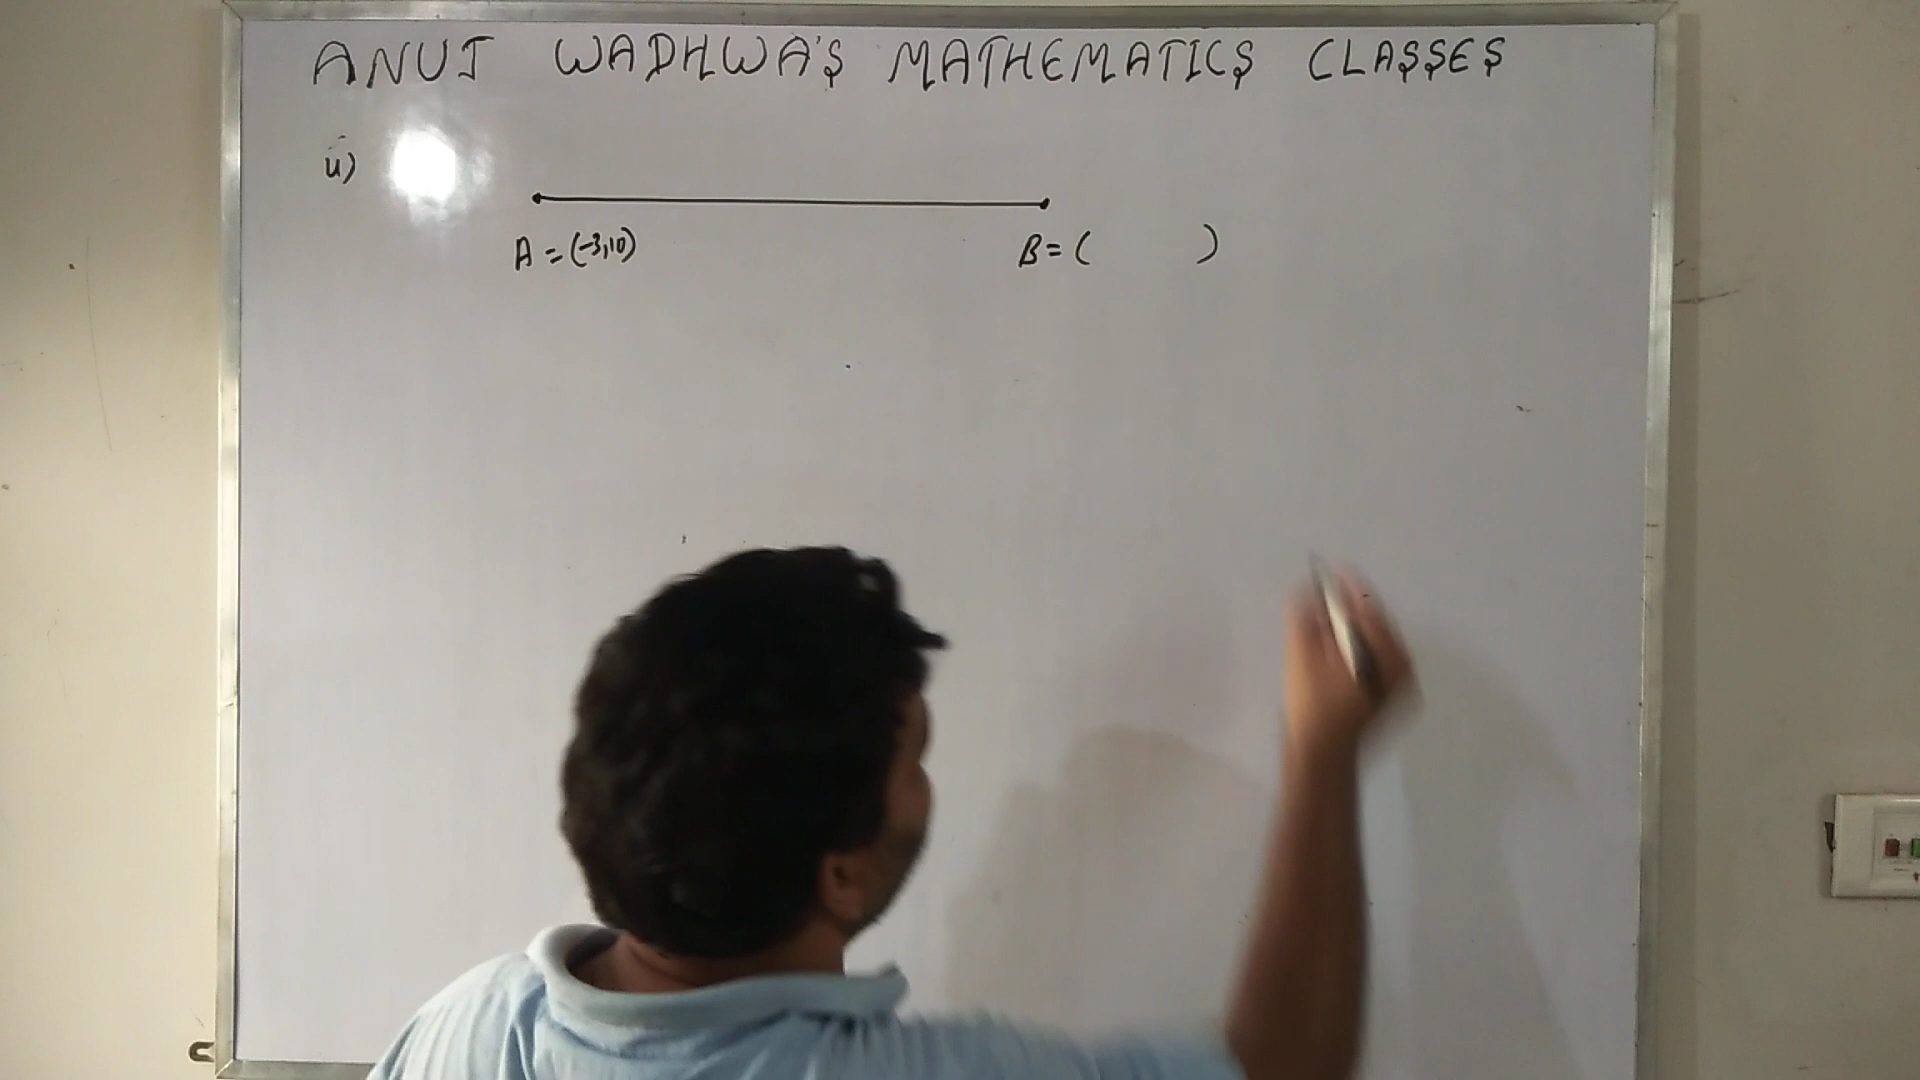 ANUJ WADHWA'S MATHEMATICS CLASSES
ii)
A = (-3,10) B = ( )